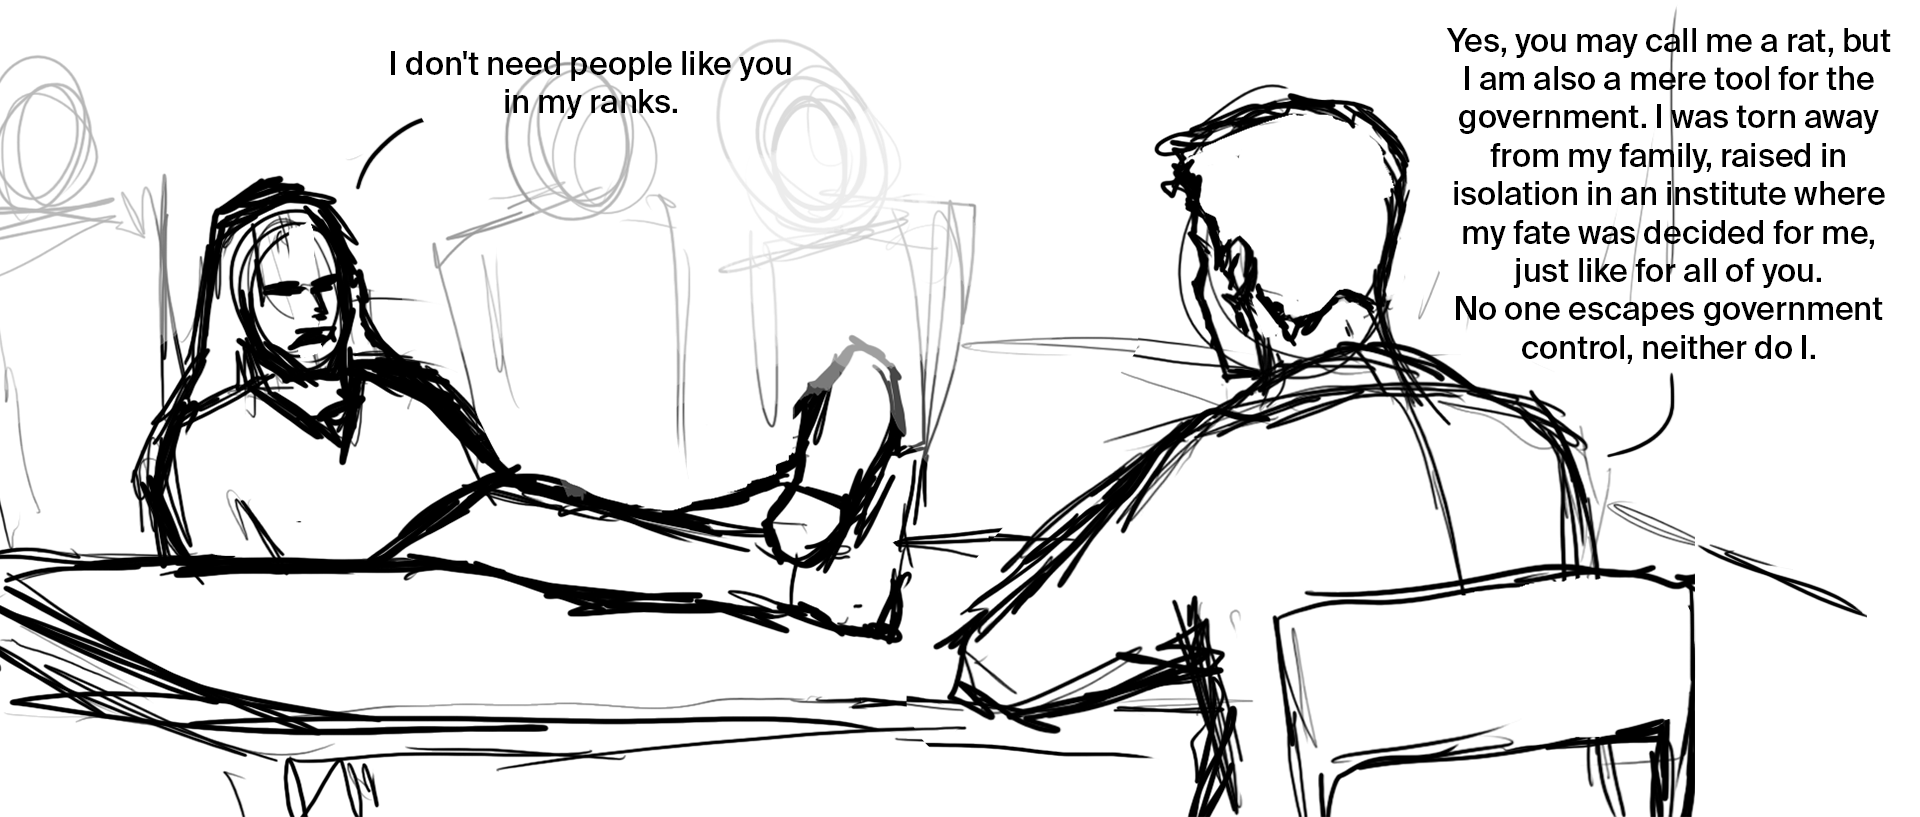 I don't need people like you
in my ranks.
Yes, you may call me a rat, but
I am also a mere tool for the
government. I was torn away
from my family, raised in
isolation in an institute where
my fate was decided for me,
just like for all of you.
No one escapes government
control, neither do I.